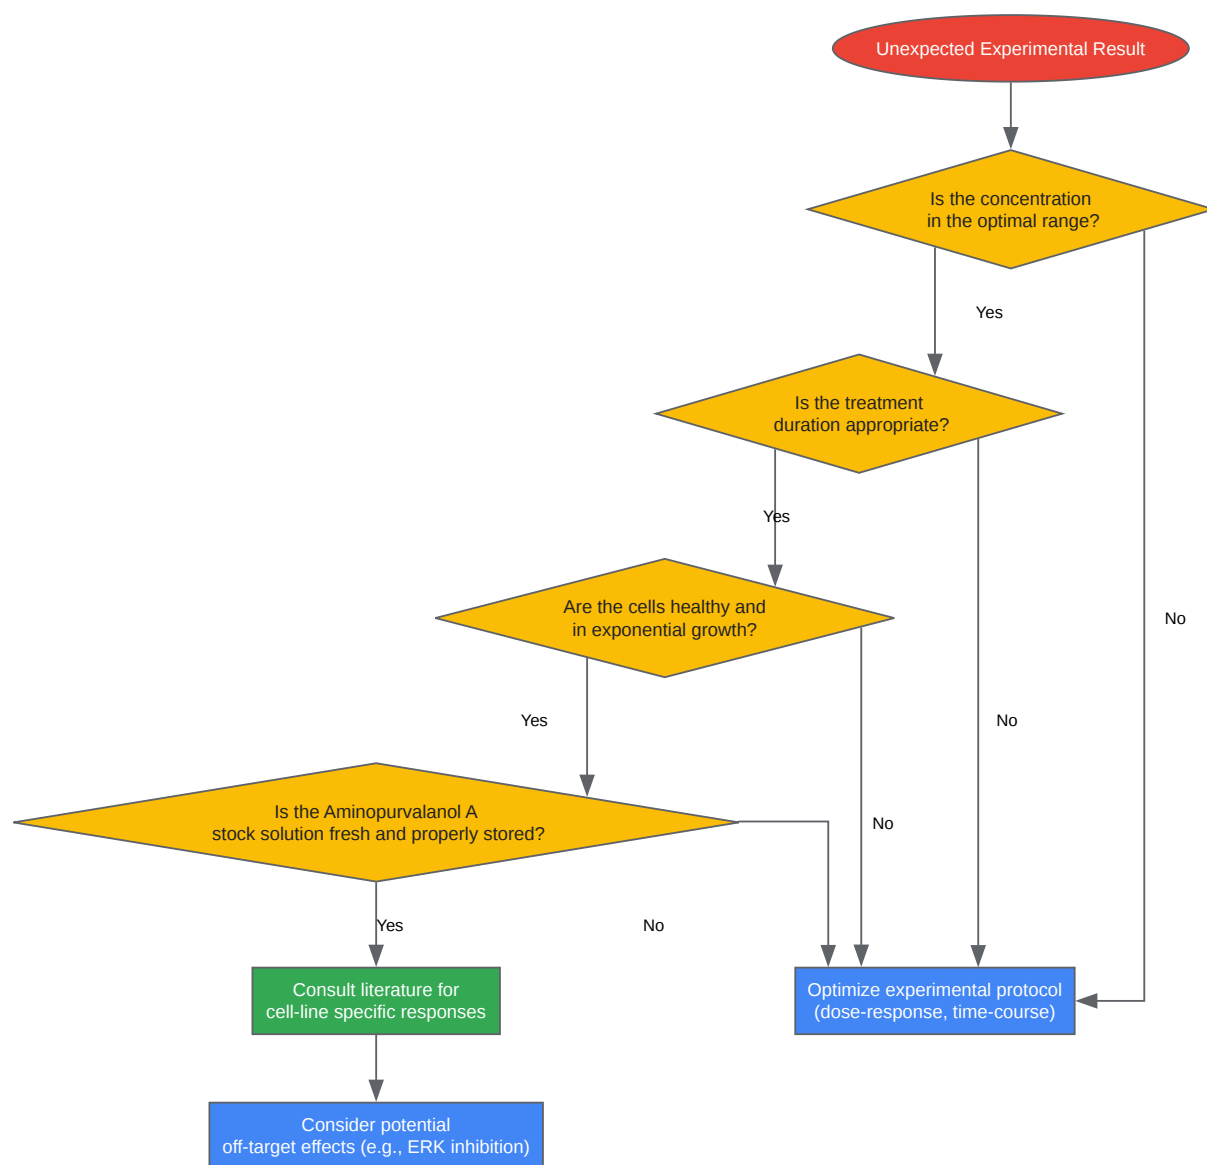 Unexpected Experimental Result
Is the concentration
in the optimal range?
Yes
Is the treatment
duration appropriate?
Yes
Are the cells healthy and
in exponential growth?
No
Yes
No
Is the Aminopurvalanol A
stock solution fresh and properly stored?
No
Yes
No
Consult literature for
cell-line specific responses
Optimize experimental protocol
(dose-response, time-course)
Consider potential
off-target effects (e.g., ERK inhibition)